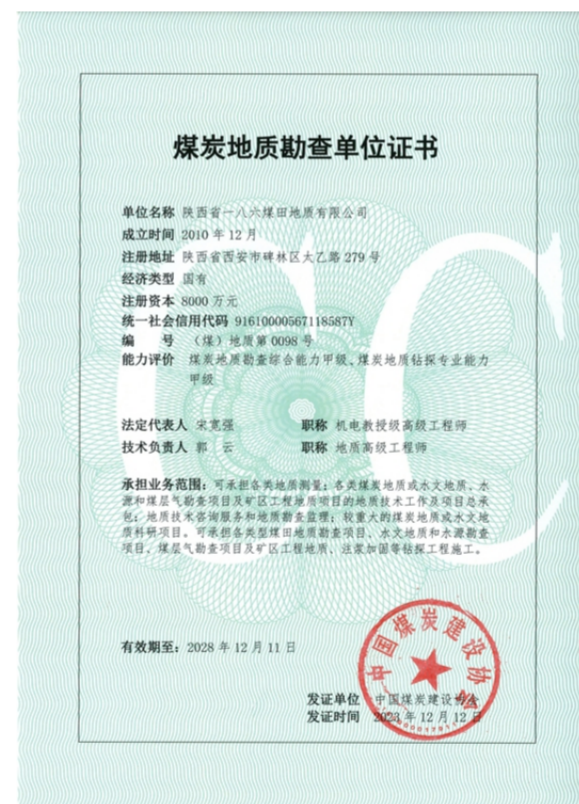 煤炭地质勘查单位证书
单位名称 陕西省一八六煤田地质有限公司
成立时间 2010 年 12 月
注册地址 陕西省西安市碑林区太乙路 279 号
经济类型 国有
注册资本 8000 万元
统一社会信用代码 91610000567118587Y
编 号 （煤）地质第 0098 号
能力评价 煤炭地质勘查综合能力甲级、煤炭地质钻探专业能力
甲级
法定代表人 宋宽强 职称 机电教授级高级工程师
技术负责人 郭 云 职称 地质高级工程师
承担业务范围：可承担各类地质测量；各类煤炭地质或水文地质、水
源和煤层气勘查项目及矿区工程地质项目的地质技术工作及项目总承
包；地质技术咨询服务和地质勘查监理；较重大的煤炭地质或水文地
质科研项目。可承担各类型煤田地质勘查项目、水文地质和水源勘查
项目、煤层气勘查项目及矿区工程地质、注浆加固等钻探工程施工。
有效期至：2028 年 12 月 11 日
中国煤炭建设协会
发证单位 中国煤炭建设协会
发证时间 2023 年 12 月 12 日